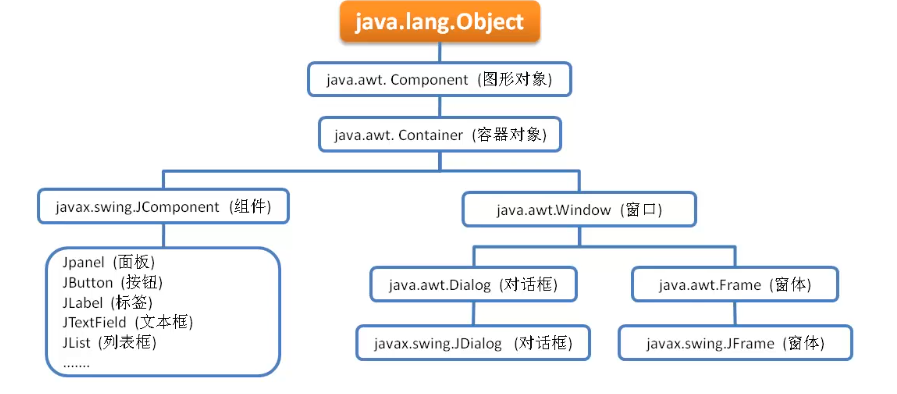 java.lang.Object
java.awt. Component (图形对象)
java.awt. Container (容器对象)
javax.swing.JComponent (组件)
java.awt.Window (窗口)
Jpanel (面板)
JButton (按钮)
JLabel (标签)
JTextField (文本框)
JList (列表框)
.......
java.awt.Dialog (对话框)
java.awt.Frame (窗体)
javax.swing.JDialog (对话框)
javax.swing.JFrame (窗体)